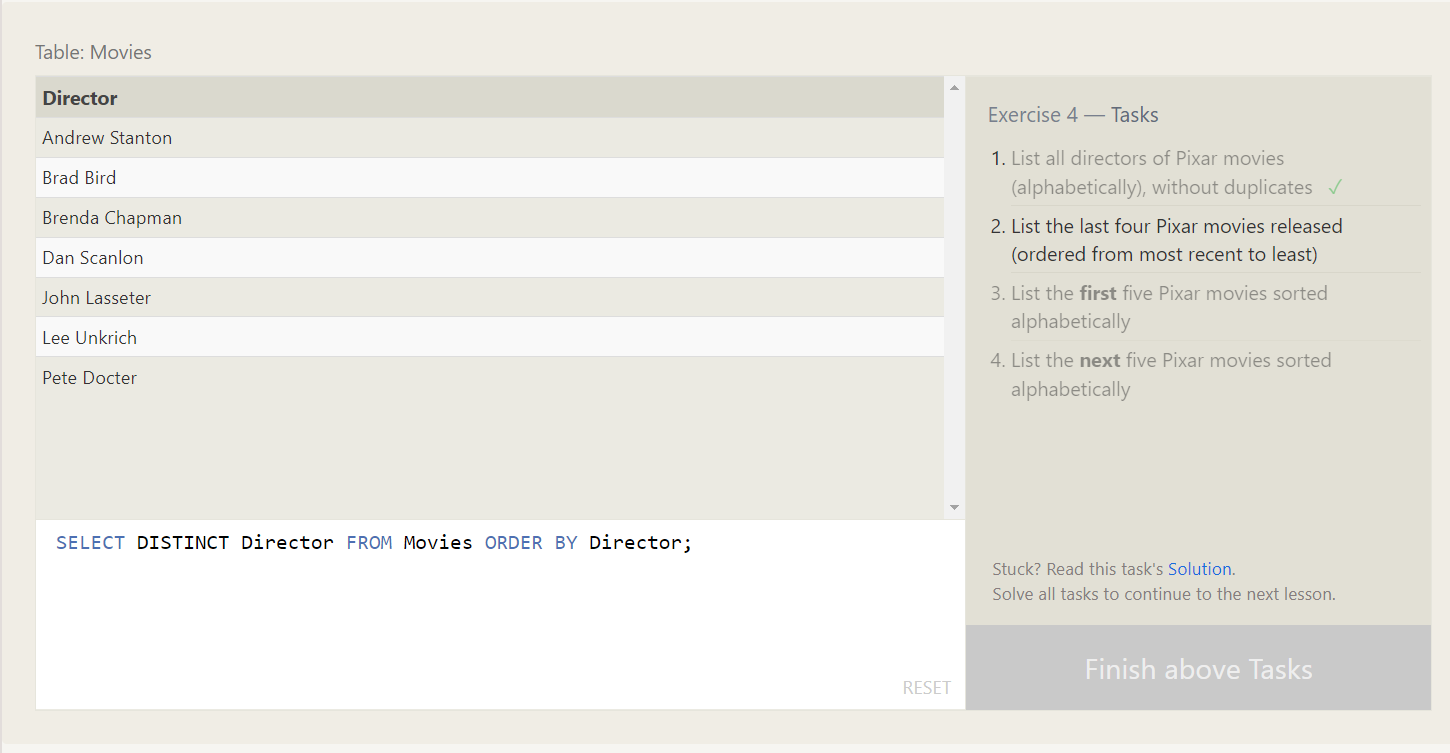 Table: Movies
Director
Andrew Stanton
Brad Bird
Brenda Chapman
Dan Scanlon
John Lasseter
Lee Unkrich
Pete Docter
SELECT DISTINCT Director FROM Movies ORDER BY Director;
RESET
Exercise 4 — Tasks
1. List all directors of Pixar movies
(alphabetically), without duplicates ✓
2. List the last four Pixar movies released
(ordered from most recent to least)
3. List the first five Pixar movies sorted
alphabetically
4. List the next five Pixar movies sorted
alphabetically
Stuck? Read this task's Solution.
Solve all tasks to continue to the next lesson.
Finish above Tasks